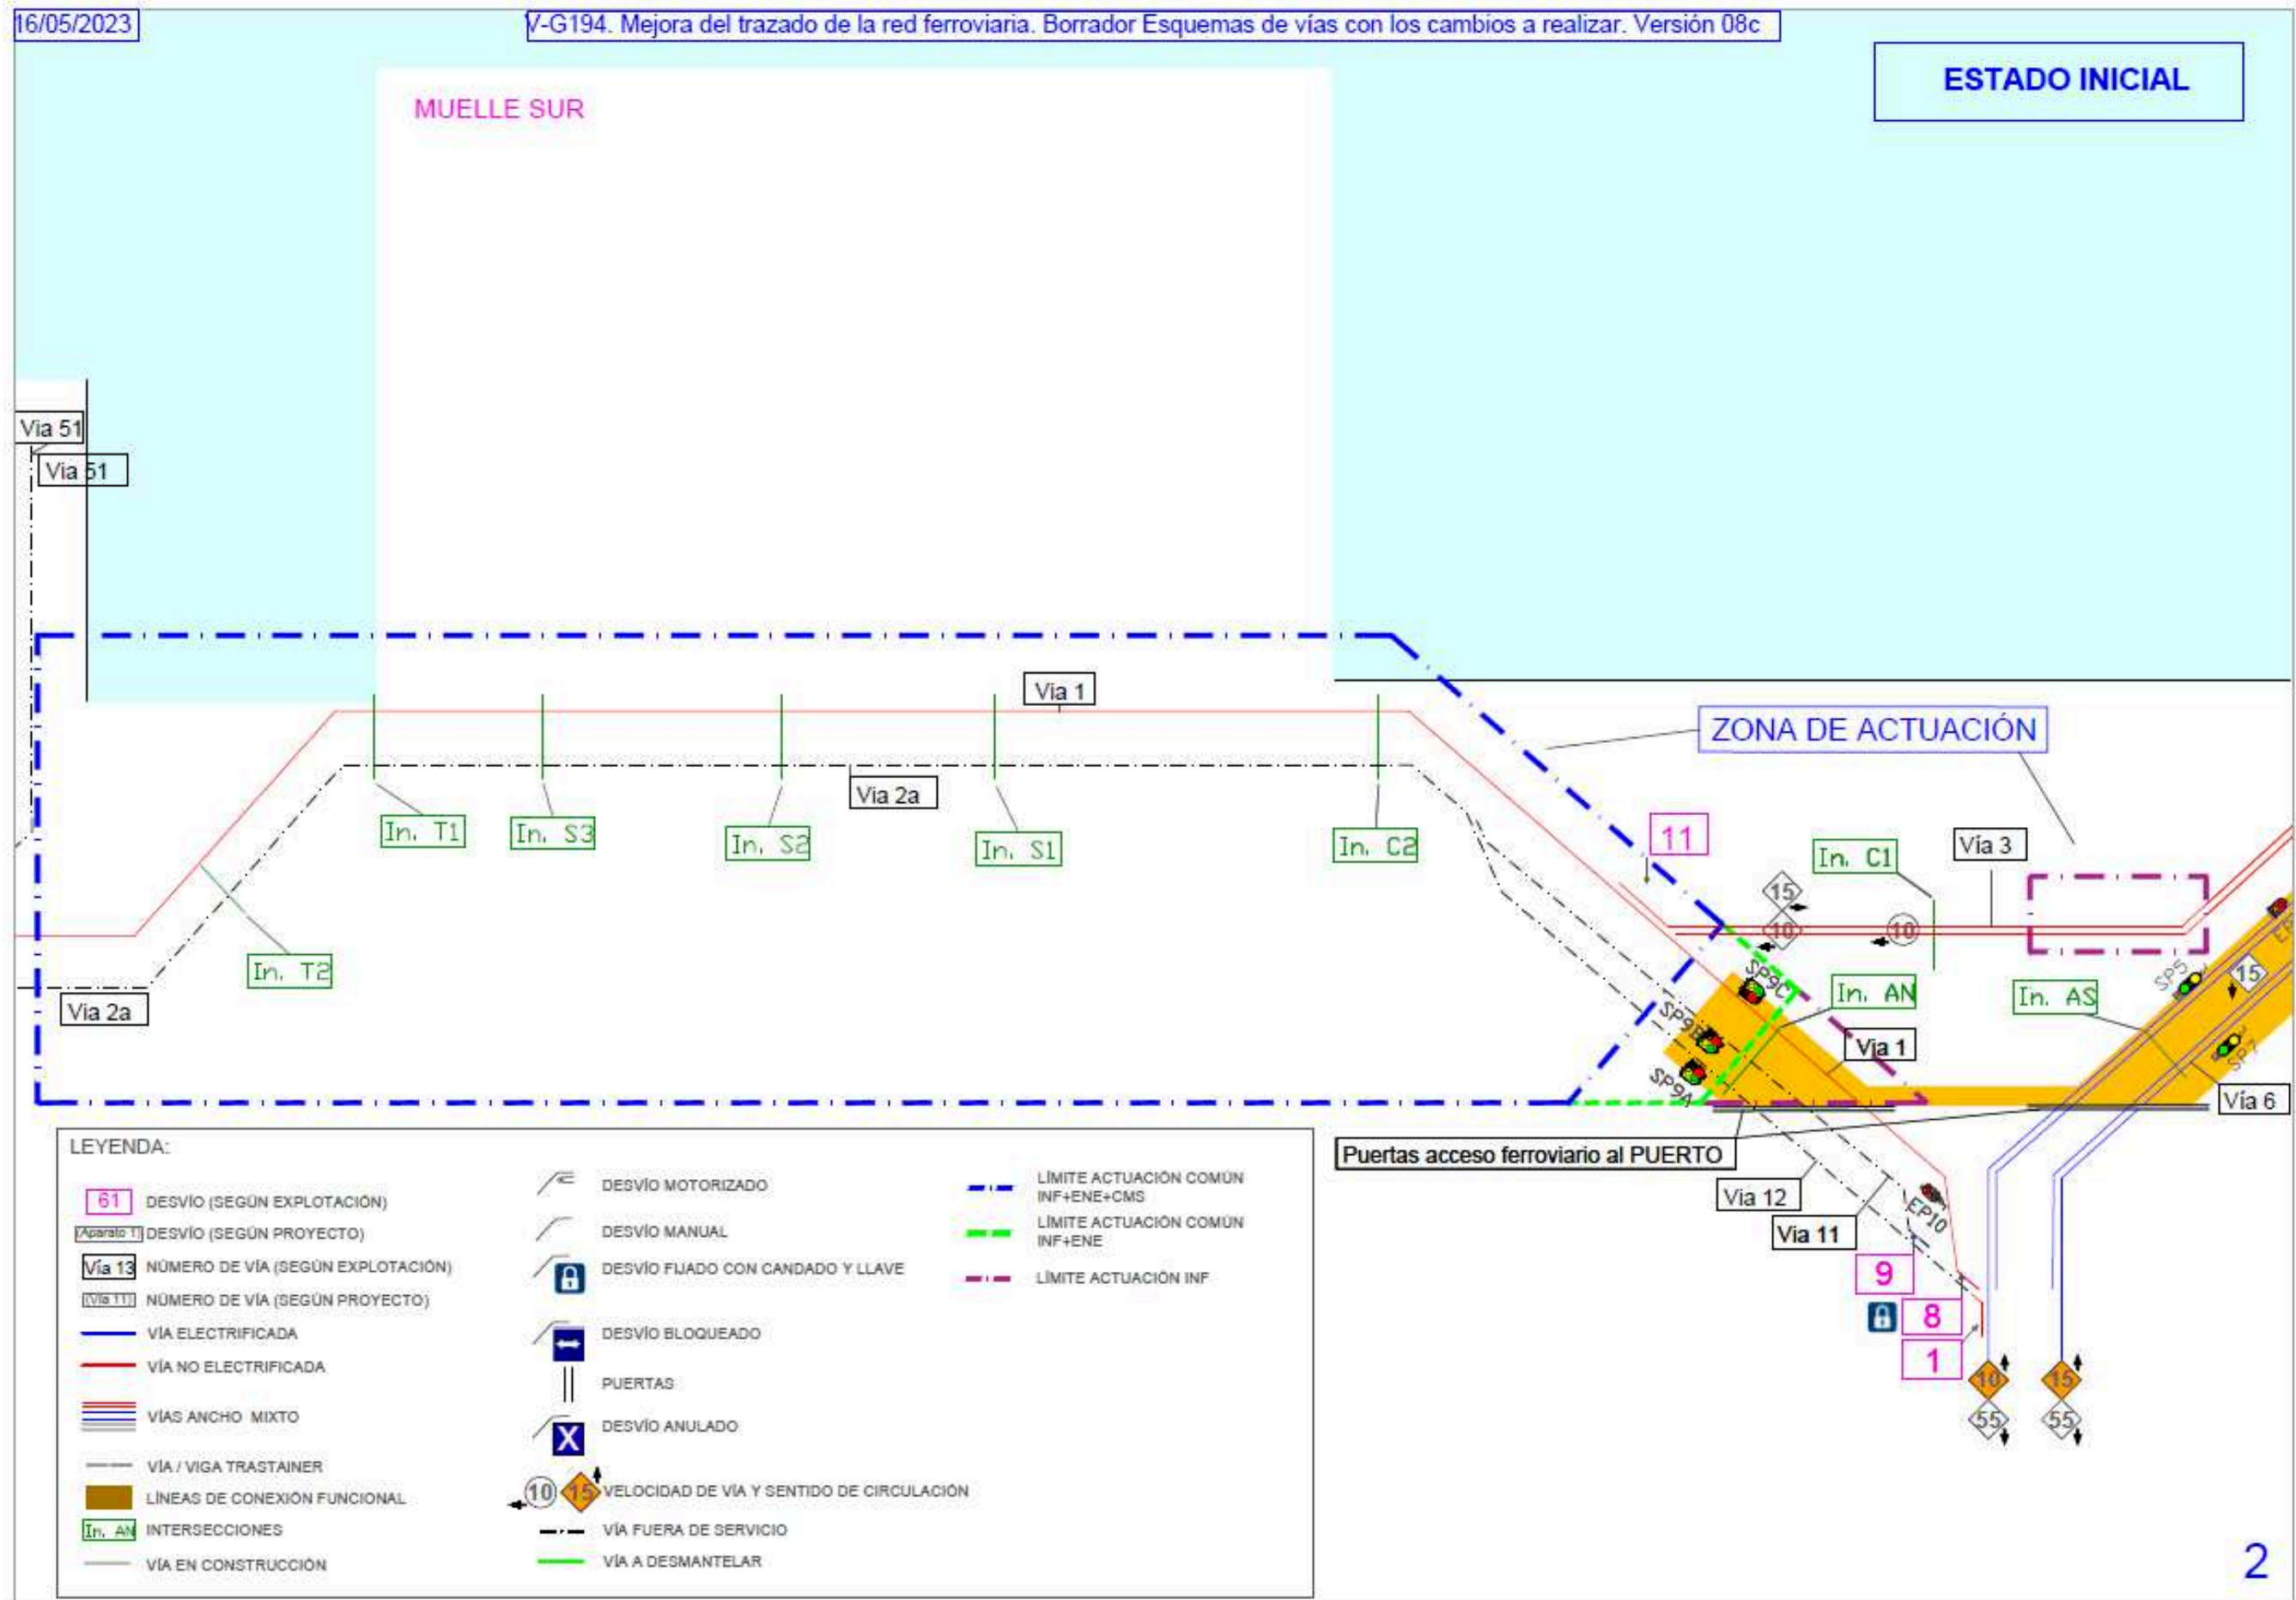 16/05/2023
V-G194. Mejora del trazado de la red ferroviaria. Borrador Esquemas de vías con los cambios a realizar. Versión 08c
ESTADO INICIAL
MUELLE SUR
Via 51
Via 51
Via 1
ZONA DE ACTUACIÓN
Via 2a
In. T1
In. S3
In. S2
In. S1
In. C2
11
In. C1
Vía 3
15
10
10
In. T2
Via 2a
SP9C
In. AN
In. AS
SP5
15
SP9B
Via 1
SP7
SP9A
Vía 6
Puertas acceso ferroviario al PUERTO
Via 12
Via 11
EP10
9
8
1
10
15
55
55
LEYENDA:
61 DESVÍO (SEGÚN EXPLOTACIÓN)
(Aparato 1) DESVÍO (SEGÚN PROYECTO)
Vía 13 NÚMERO DE VÍA (SEGÚN EXPLOTACIÓN)
(Vía 11) NÚMERO DE VÍA (SEGÚN PROYECTO)
VÍA ELECTRIFICADA
VÍA NO ELECTRIFICADA
VÍAS ANCHO MIXTO
VÍA / VIGA TRASTAINER
LÍNEAS DE CONEXIÓN FUNCIONAL
In. AN INTERSECCIONES
VÍA EN CONSTRUCCIÓN
DESVÍO MOTORIZADO
DESVÍO MANUAL
DESVÍO FIJADO CON CANDADO Y LLAVE
DESVÍO BLOQUEADO
PUERTAS
X DESVÍO ANULADO
10 15 VELOCIDAD DE VÍA Y SENTIDO DE CIRCULACIÓN
VÍA FUERA DE SERVICIO
VÍA A DESMANTELAR
LÍMITE ACTUACIÓN COMÚN
INF+ENE+CMS
LÍMITE ACTUACIÓN COMÚN
INF+ENE
LÍMITE ACTUACIÓN INF
2